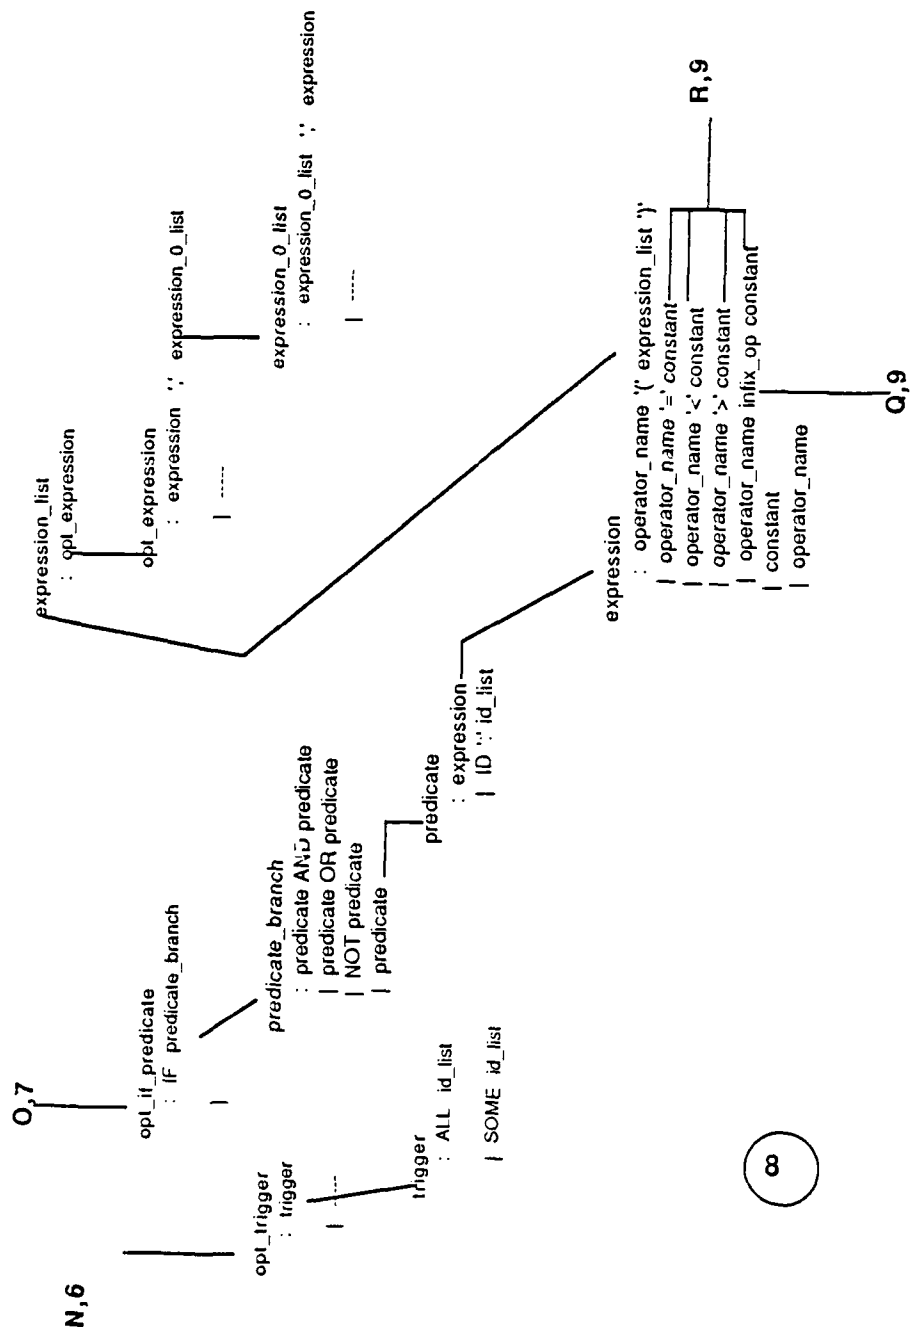 N,6
opt_trigger
: trigger
| -----
trigger
: ALL id_list
| SOME id_list
O,7
opt_if_predicate
: IF predicate_branch
|
predicate_branch
: predicate AND predicate
| predicate OR predicate
| NOT predicate
| predicate
predicate
: expression
| ID ':' id_list
expression_list
: opt_expression
opt_expression
: expression ';' expression_0_list
| -----
expression_0_list
: expression_0_list ';' expression
| -----
expression
: operator_name '(' expression_list ')'
| operator_name '=' constant
| operator_name '<' constant
| operator_name '>' constant
| operator_name infix_op constant
| constant
| operator_name
R,9
Q,9
8